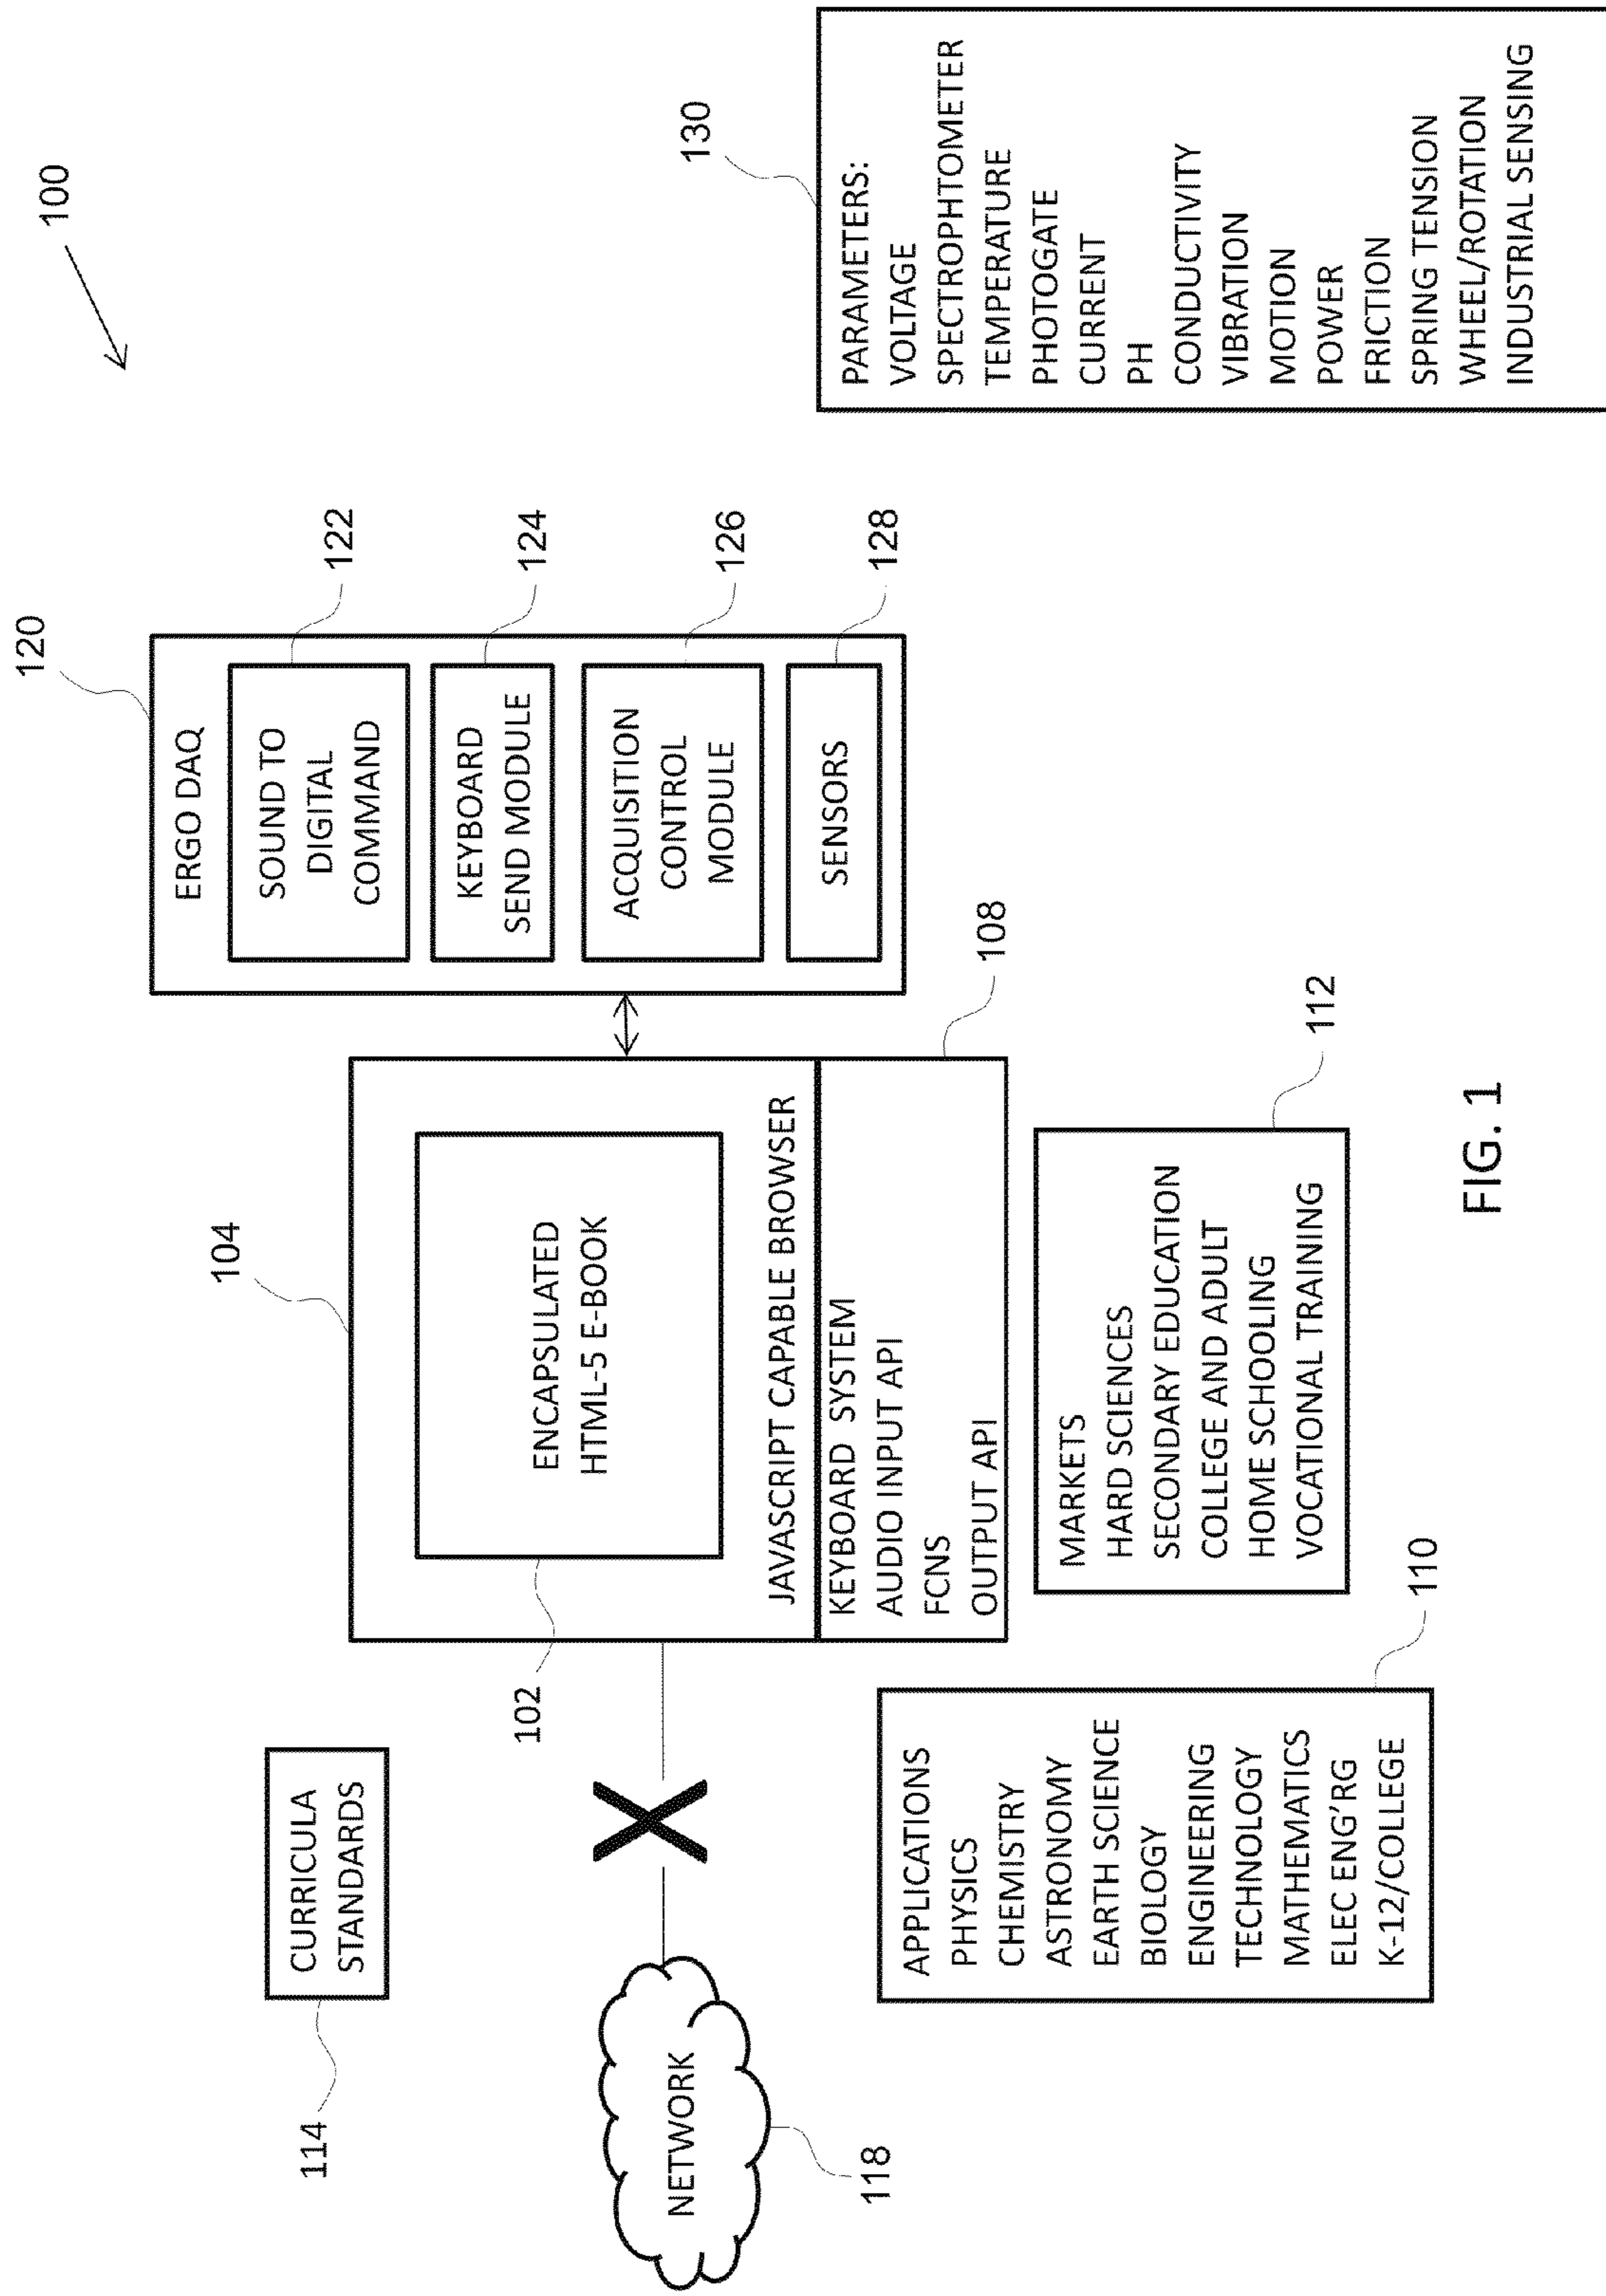 100
120
ERGO DAQ
SOUND TO
DIGITAL
COMMAND
122
KEYBOARD
SEND MODULE
124
ACQUISITION
CONTROL
MODULE
126
SENSORS
128
104
ENCAPSULATED
HTML-5 E-BOOK
102
JAVASCRIPT CAPABLE BROWSER
KEYBOARD SYSTEM
AUDIO INPUT API
FCNS
OUTPUT API
108
CURRICULA
STANDARDS
114
NETWORK
118
APPLICATIONS
PHYSICS
CHEMISTRY
ASTRONOMY
EARTH SCIENCE
BIOLOGY
ENGINEERING
TECHNOLOGY
MATHEMATICS
ELEC ENG'RG
K-12/COLLEGE
110
MARKETS
HARD SCIENCES
SECONDARY EDUCATION
COLLEGE AND ADULT
HOME SCHOOLING
VOCATIONAL TRAINING
112
130
PARAMETERS:
VOLTAGE
SPECTROPHTOMETER
TEMPERATURE
PHOTOGATE
CURRENT
PH
CONDUCTIVITY
VIBRATION
MOTION
POWER
FRICTION
SPRING TENSION
WHEEL/ROTATION
INDUSTRIAL SENSING
FIG. 1